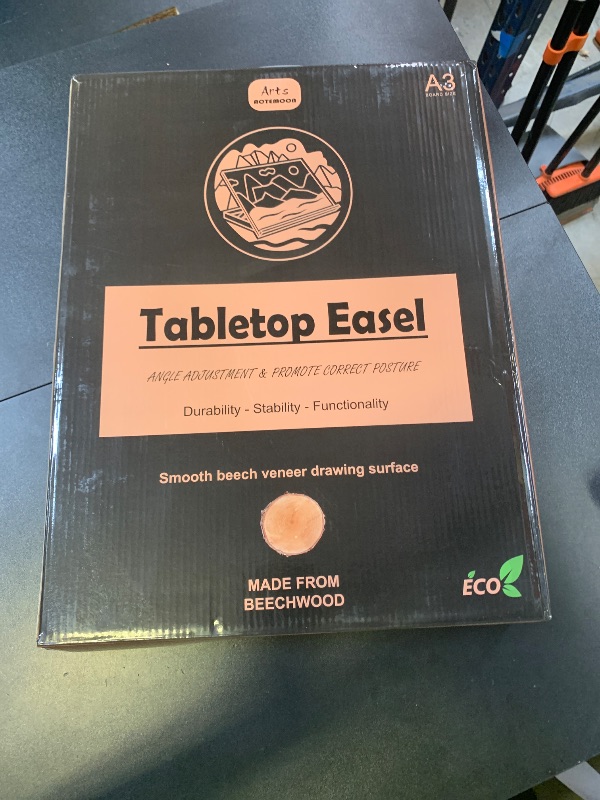 Arts
NOTEMOON
A3
BOARD SIZE
Tabletop Easel
ANGLE ADJUSTMENT & PROMOTE CORRECT POSTURE
Durability - Stability - Functionality
Smooth beech veneer drawing surface
MADE FROM
BEECHWOOD
ECO